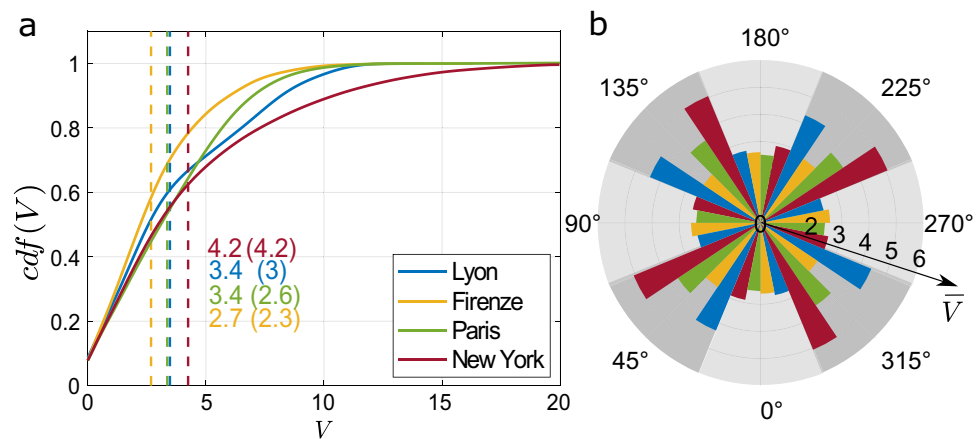 a
1
0.8
0.6
0.4
0.2
0
cdf(V)
0
5
10
15
20
V
4.2 (4.2)
3.4 (3)
3.4 (2.6)
2.7 (2.3)
Lyon
Firenze
Paris
New York
b
180°
135°
225°
90°
270°
45°
315°
0°
0 2 3 4 5 6
V̅